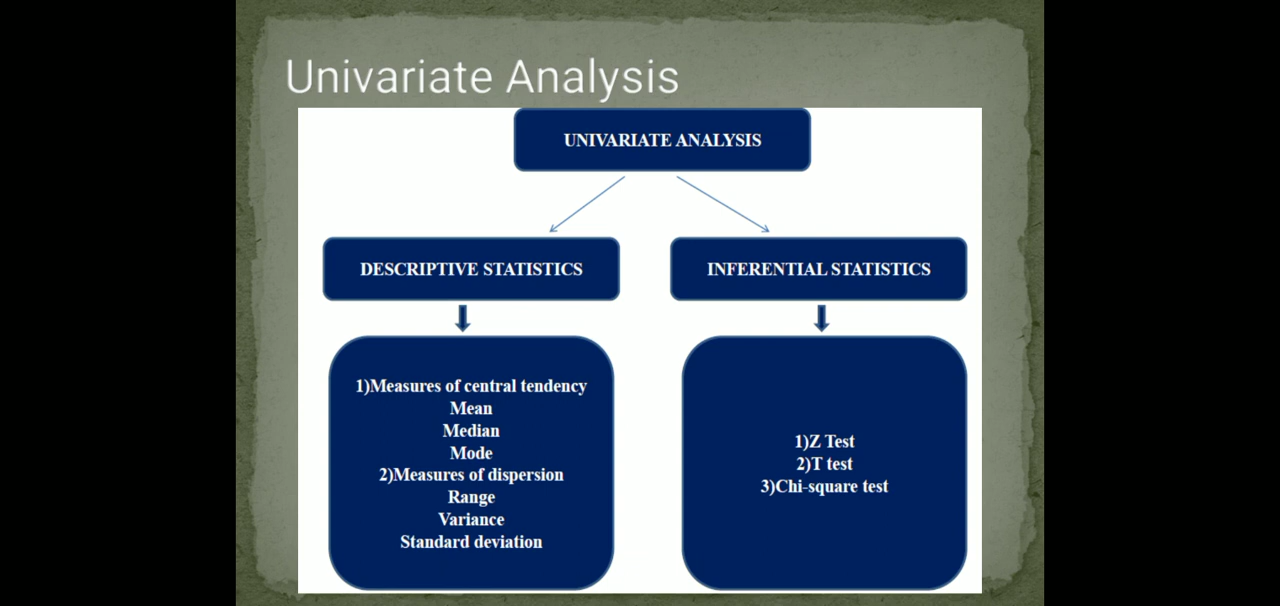 Univariate Analysis
UNIVARIATE ANALYSIS
DESCRIPTIVE STATISTICS
INFERENTIAL STATISTICS
1)Measures of central tendency
Mean
Median
Mode
2)Measures of dispersion
Range
Variance
Standard deviation
1)Z Test
2)T test
3)Chi-square test